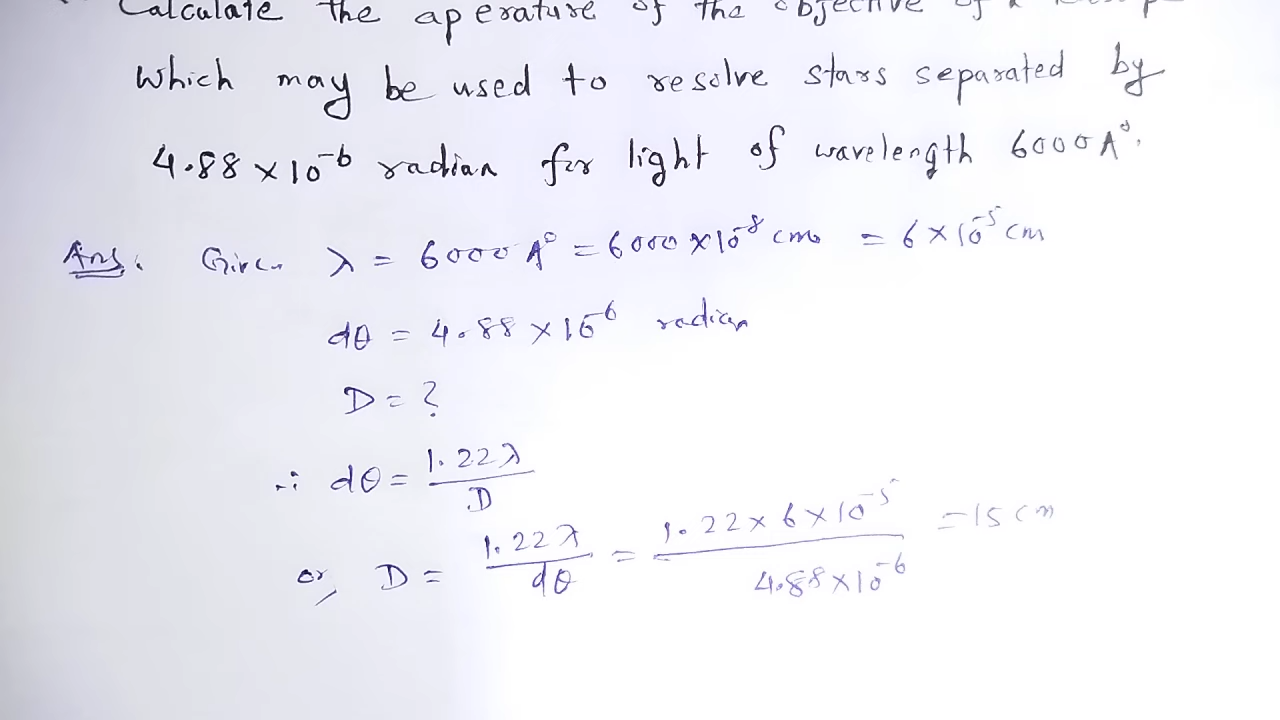 Calculate the aperature of the objective of a
which may be used to resolve stars separated by
4.88 × 10⁻⁶ radian for light of wavelength 6000 A°.
Ans. Given λ = 6000 A° = 6000 × 10⁻⁸ cm. = 6 × 10⁻⁵ cm
dθ = 4.88 × 10⁻⁶ radian
D = ?
∴ dθ = 1.22λ / D
or, D = 1.22λ / dθ = 1.22 × 6 × 10⁻⁵ / 4.88 × 10⁻⁶ = 15 cm